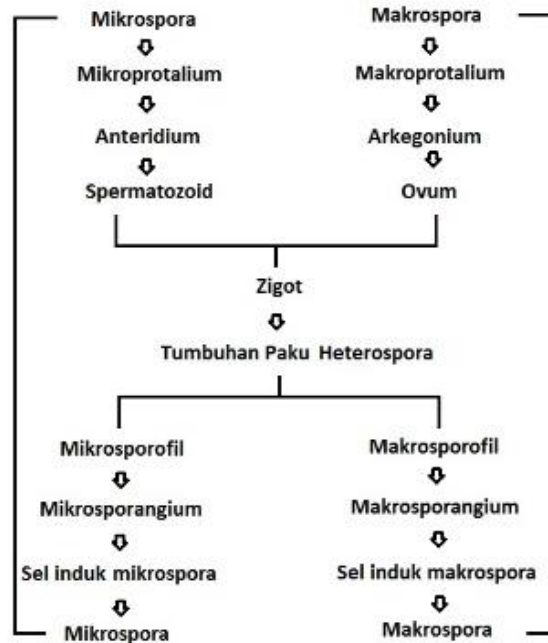 Mikrospora Makrospora
Mikroprotalium Makroprotalium
Anteridium Arkegonium
Spermatozoid Ovum
Zigot
Tumbuhan Paku Heterospora
Mikrosporofil Makrosporofil
Mikrosporangium Makrosporangium
Sel induk mikrospora Sel induk makrospora
Mikrospora Makrospora